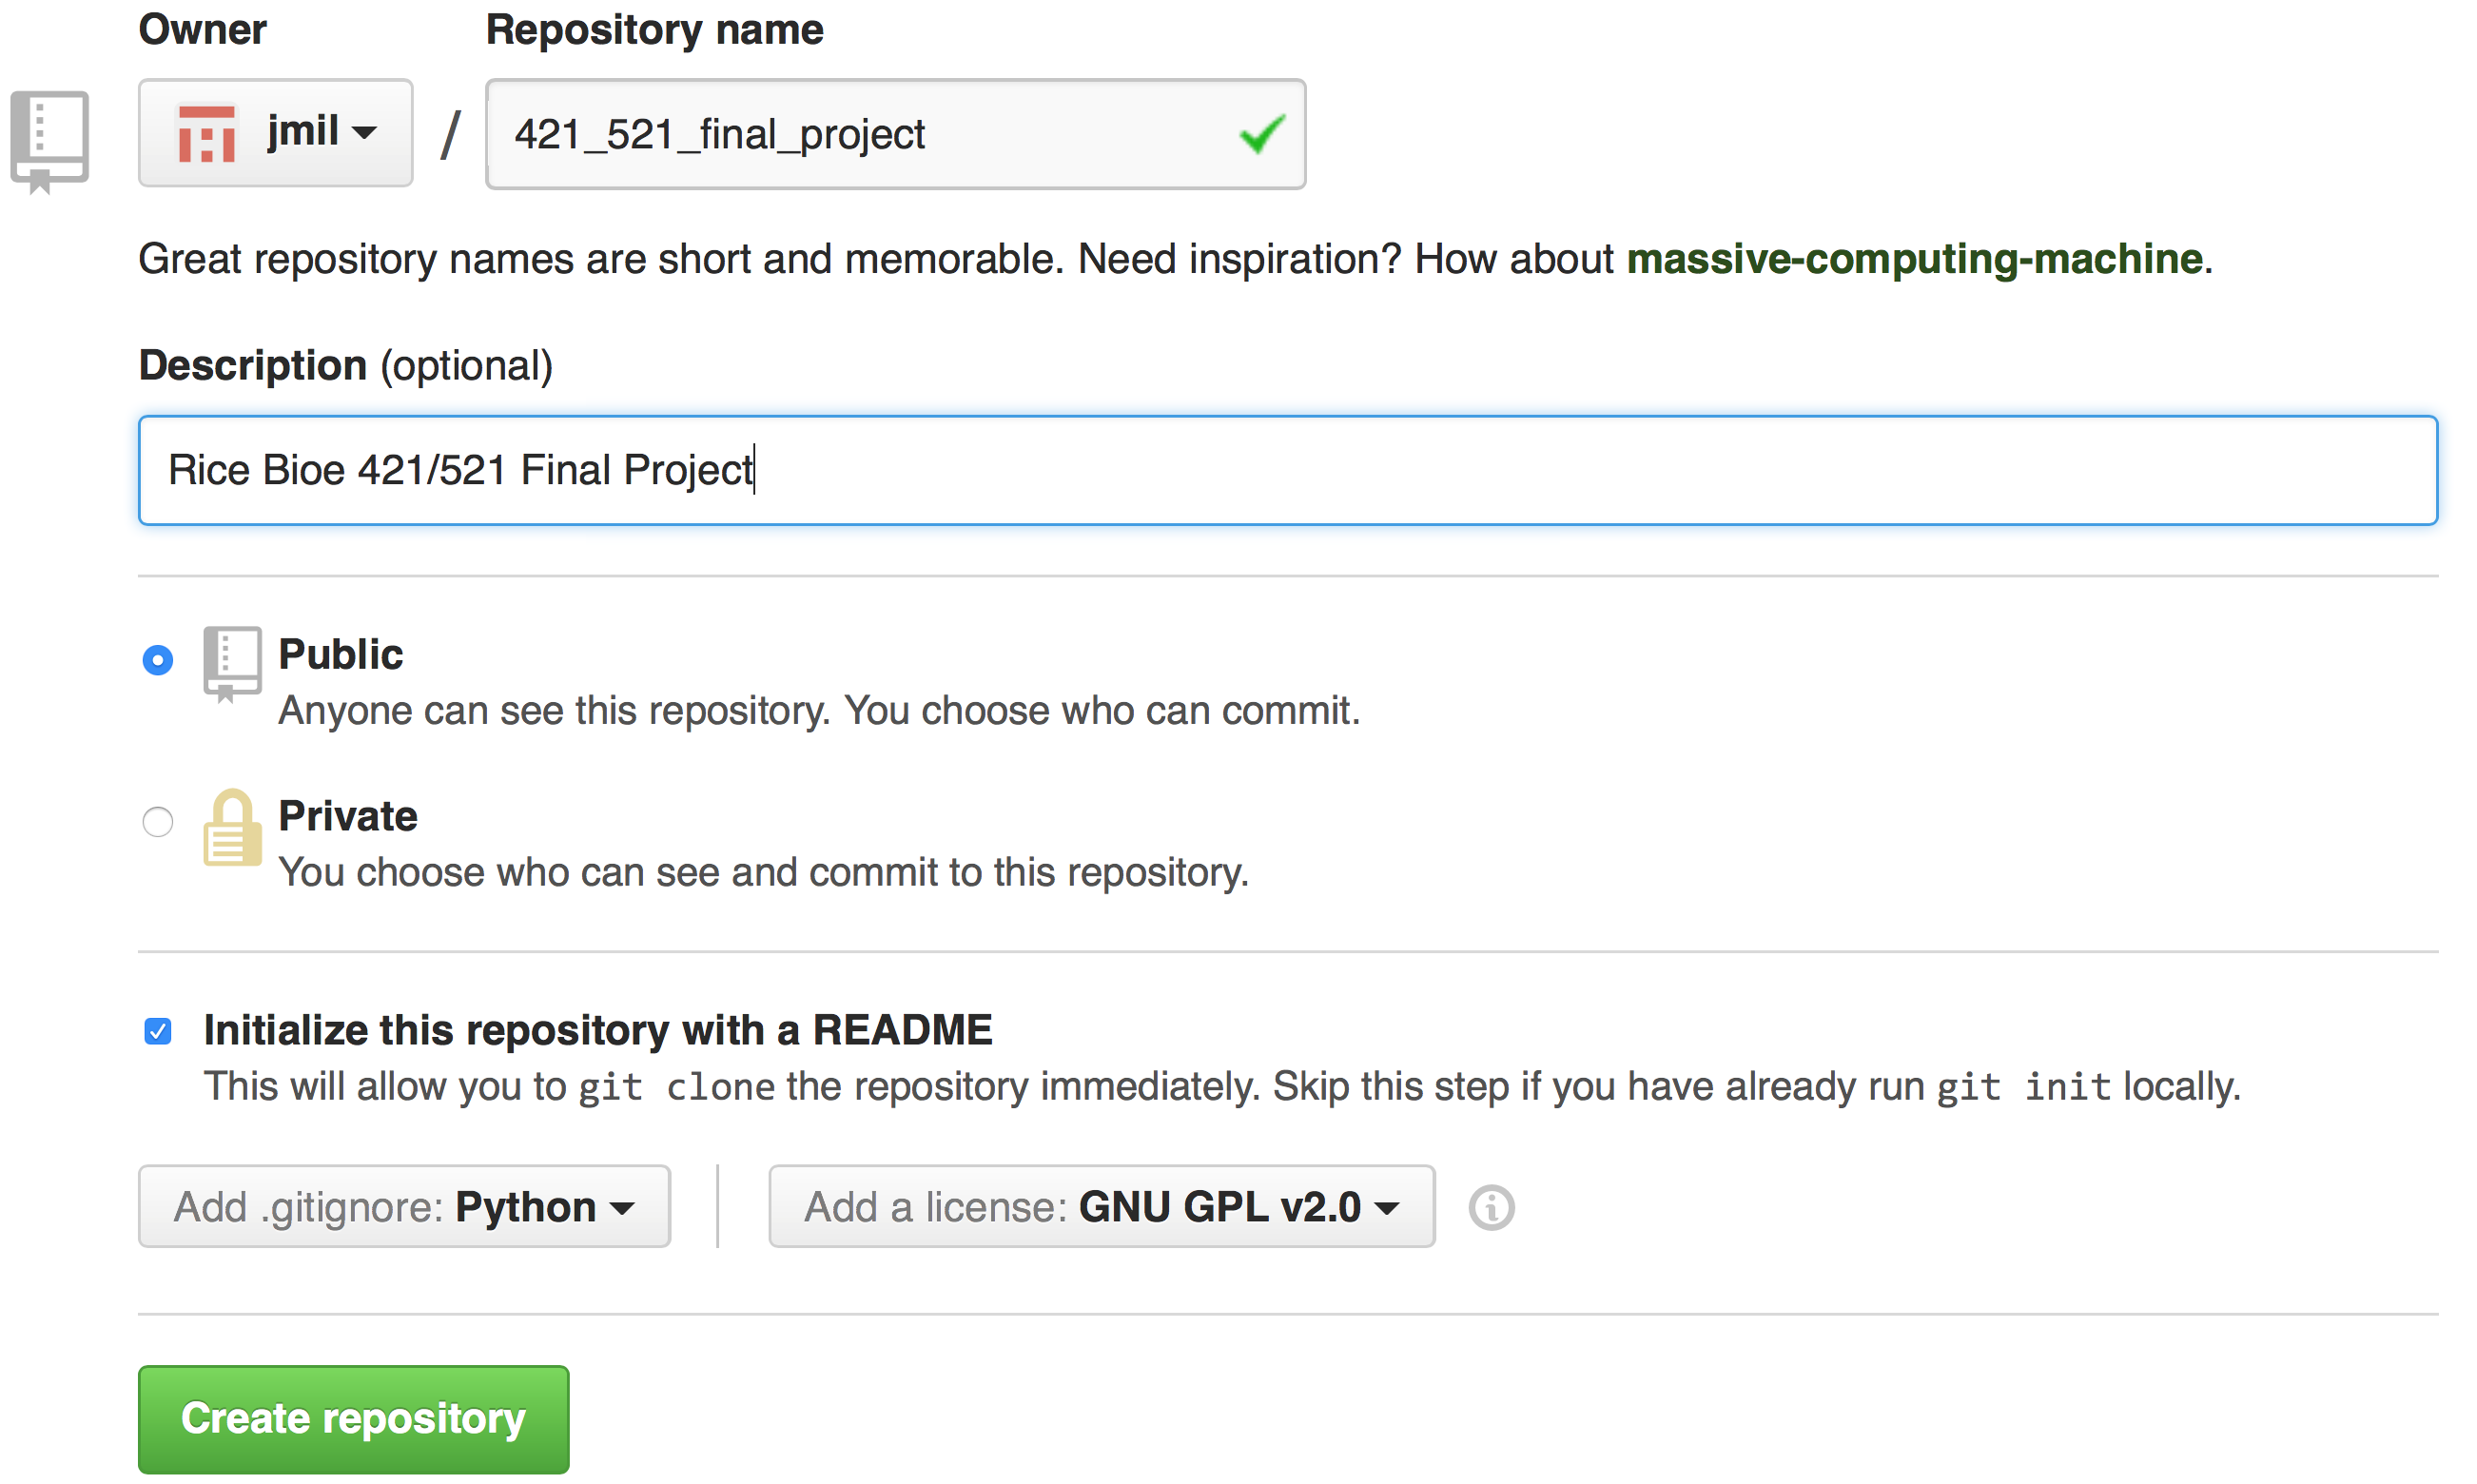 Owner Repository name
jmil / 421_521_final_project
Great repository names are short and memorable. Need inspiration? How about massive-computing-machine.
Description (optional)
Rice Bioe 421/521 Final Project
Public
Anyone can see this repository. You choose who can commit.
Private
You choose who can see and commit to this repository.
Initialize this repository with a README
This will allow you to git clone the repository immediately. Skip this step if you have already run git init locally.
Add .gitignore: Python Add a license: GNU GPL v2.0
Create repository